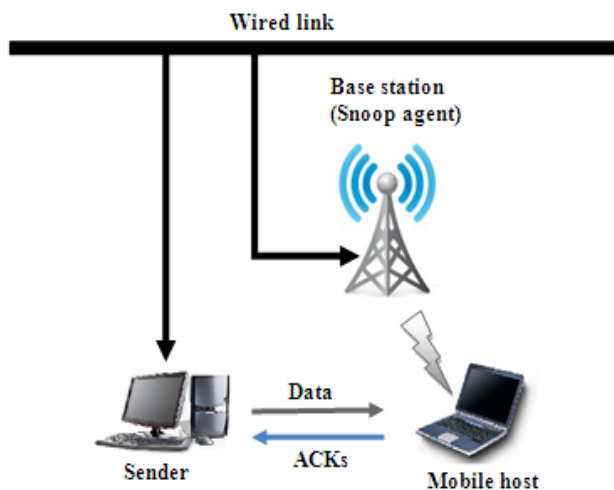 Wired link
Base station
(Snoop agent)
Data
ACKs
Sender
Mobile host